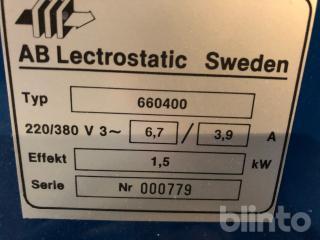 AB Lectrostatic Sweden
Typ 660400
220/380 V 3~ 6,7 / 3,9 A
Effekt 1,5 kW
Serie Nr 000779
blinto